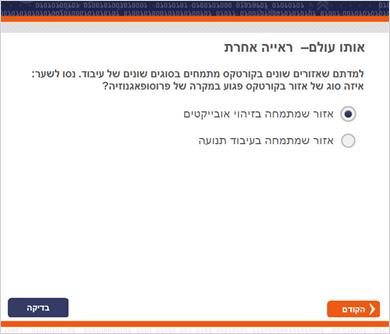 אותו עולם– ראייה אחרת
למדתם שאזורים שונים בקורטקס מתמחים בסוגים שונים של עיבוד. נסו לשער:
איזה סוג של אזור בקורטקס פגוע במקרה של פרוסופאגנוזיה?
אזור שמתמחה בזיהוי אובייקטים
אזור שמתמחה בעיבוד תנועה
הקודם
בדיקה